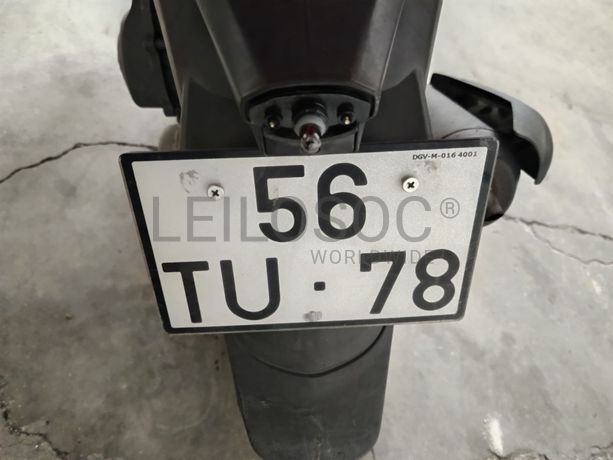 DGV-M-016 4001
56
LEILOSOC®
WORLDWIDE
TU·78